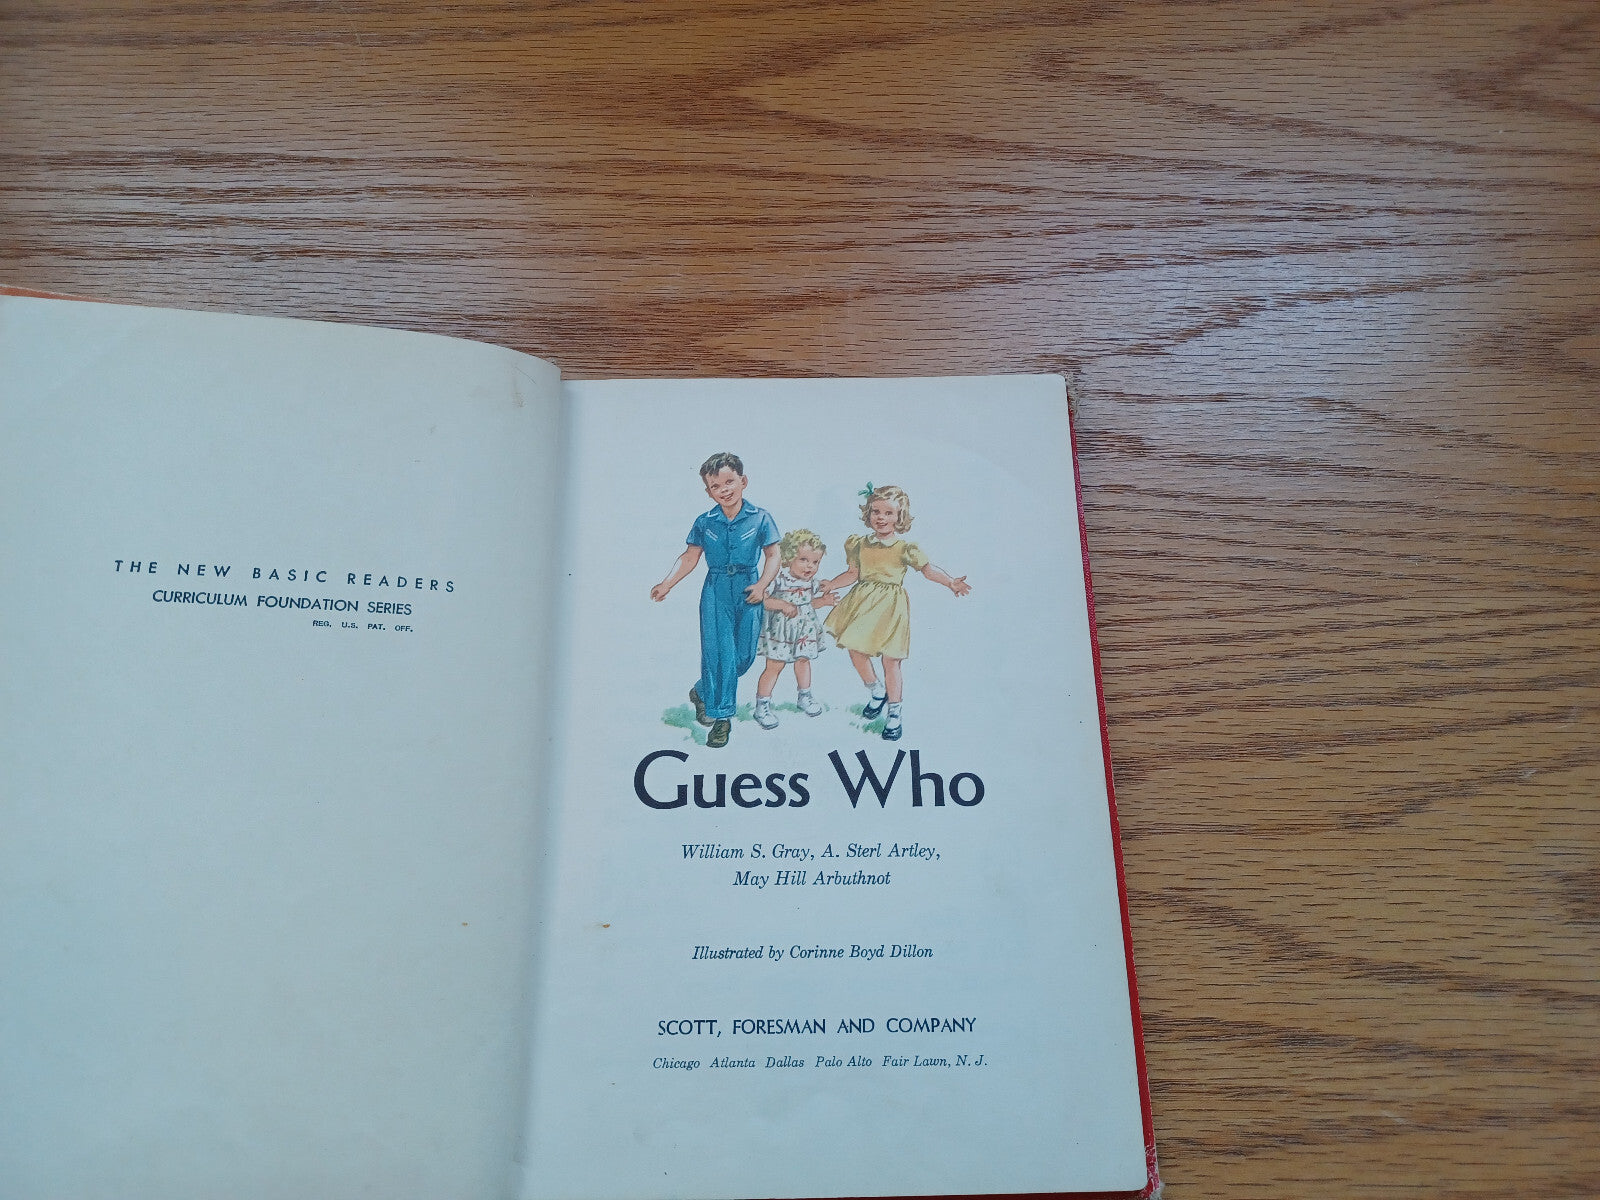 THE NEW BASIC READERS
CURRICULUM FOUNDATION SERIES
REG. U.S. PAT. OFF.
Guess Who
William S. Gray, A. Sterl Artley,
May Hill Arbuthnot
Illustrated by Corinne Boyd Dillon
SCOTT, FORESMAN AND COMPANY
Chicago Atlanta Dallas Palo Alto Fair Lawn, N. J.